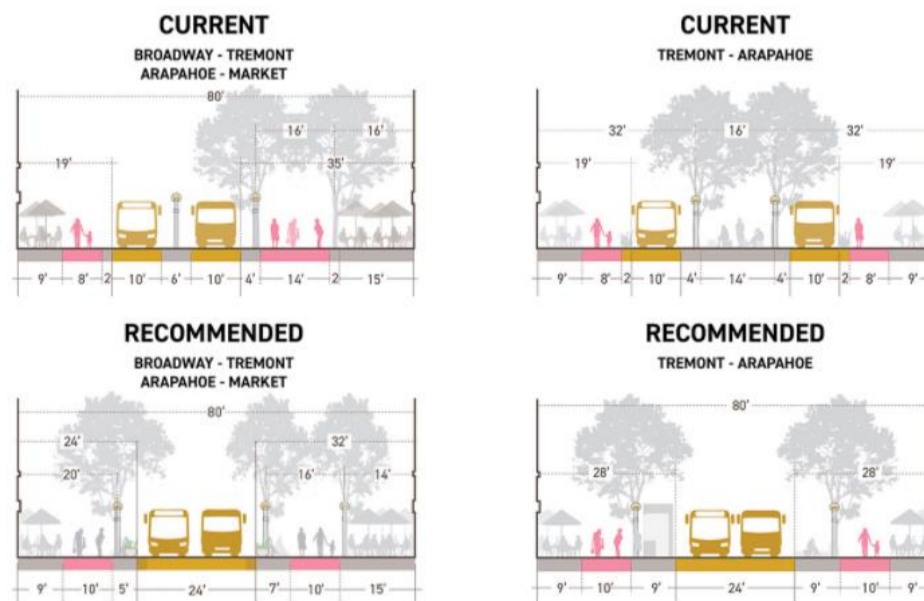 CURRENT
BROADWAY - TREMONT
ARAPAHOE - MARKET
80'
16' 16'
19' 35'
9' 8' 2 10' 6' 10' 4' 14' 2 15'
CURRENT
TREMONT - ARAPAHOE
32' 16' 32'
19' 19'
9' 8' 2 10' 4' 14' 4' 10' 2 8' 9'
RECOMMENDED
BROADWAY - TREMONT
ARAPAHOE - MARKET
80'
24' 32'
20' 16' 14'
9' 10' 5' 24' 7' 10' 15'
RECOMMENDED
TREMONT - ARAPAHOE
80'
28' 28'
9' 10' 9' 24' 9' 10' 9'